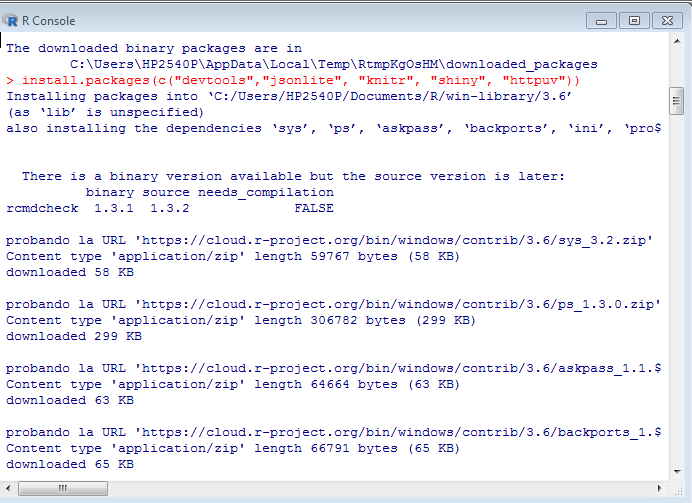 R Console
The downloaded binary packages are in
C:\Users\HP2540P\AppData\Local\Temp\RtmpKgOsHM\downloaded_packages
> install.packages(c("devtools","jsonlite", "knitr", "shiny", "httpuv"))
Installing packages into ‘C:/Users/HP2540P/Documents/R/win-library/3.6’
(as ‘lib’ is unspecified)
also installing the dependencies ‘sys’, ‘ps’, ‘askpass’, ‘backports’, ‘ini’, ‘pro$
There is a binary version available but the source version is later:
binary source needs_compilation
rcmdcheck 1.3.1 1.3.2 FALSE
probando la URL 'https://cloud.r-project.org/bin/windows/contrib/3.6/sys_3.2.zip'
Content type 'application/zip' length 59767 bytes (58 KB)
downloaded 58 KB
probando la URL 'https://cloud.r-project.org/bin/windows/contrib/3.6/ps_1.3.0.zip'
Content type 'application/zip' length 306782 bytes (299 KB)
downloaded 299 KB
probando la URL 'https://cloud.r-project.org/bin/windows/contrib/3.6/askpass_1.1.$
Content type 'application/zip' length 64664 bytes (63 KB)
downloaded 63 KB
probando la URL 'https://cloud.r-project.org/bin/windows/contrib/3.6/backports_1.$
Content type 'application/zip' length 66791 bytes (65 KB)
downloaded 65 KB